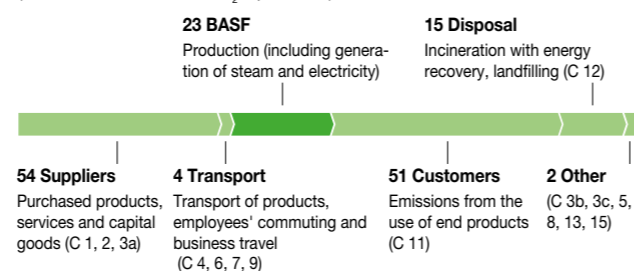 23 BASF
Production (including genera-
tion of steam and electricity)
15 Disposal
Incineration with energy
recovery, landfilling (C 12)
54 Suppliers
Purchased products,
services and capital
goods (C 1, 2, 3a)
4 Transport
Transport of products,
employees' commuting and
business travel
(C 4, 6, 7, 9)
51 Customers
Emissions from the
use of end products
(C 11)
2 Other
(C 3b, 3c, 5,
8, 13, 15)